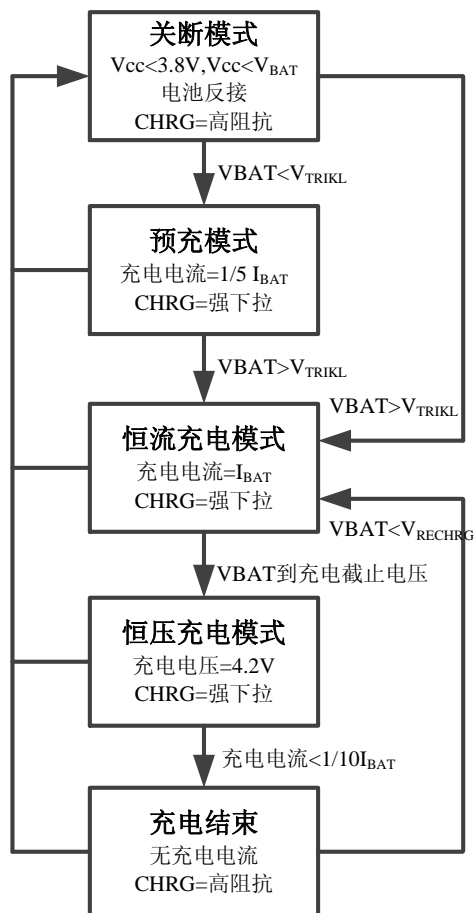 关断模式
Vcc<3.8V,Vcc<VBAT
电池反接
CHRG=高阻抗
VBAT<VTRIKL
预充模式
充电电流=1/5 IBAT
CHRG=强下拉
VBAT>VTRIKL
VBAT>VTRIKL
恒流充电模式
充电电流=IBAT
CHRG=强下拉
VBAT<VRECHRG
VBAT到充电截止电压
恒压充电模式
充电电压=4.2V
CHRG=强下拉
充电电流<1/10IBAT
充电结束
无充电电流
CHRG=高阻抗